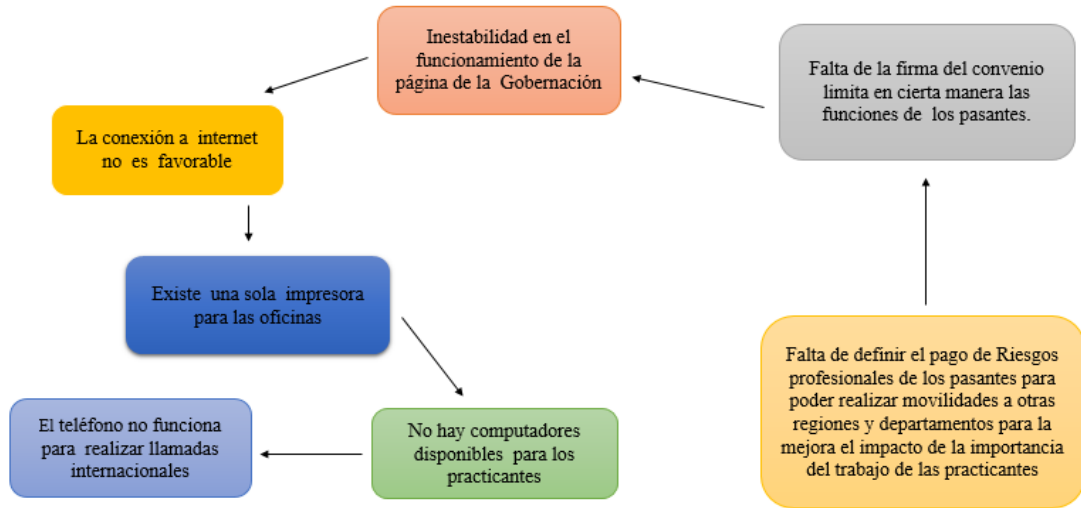 Inestabilidad en el
funcionamiento de la
página de la Gobernación
Falta de la firma del convenio
limita en cierta manera las
funciones de los pasantes.
La conexión a internet
no es favorable
Existe una sola impresora
para las oficinas
Falta de definir el pago de Riesgos
profesionales de los pasantes para
poder realizar movilidades a otras
regiones y departamentos para la
mejora el impacto de la importancia
del trabajo de las practicantes
El teléfono no funciona
para realizar llamadas
internacionales
No hay computadores
disponibles para los
practicantes